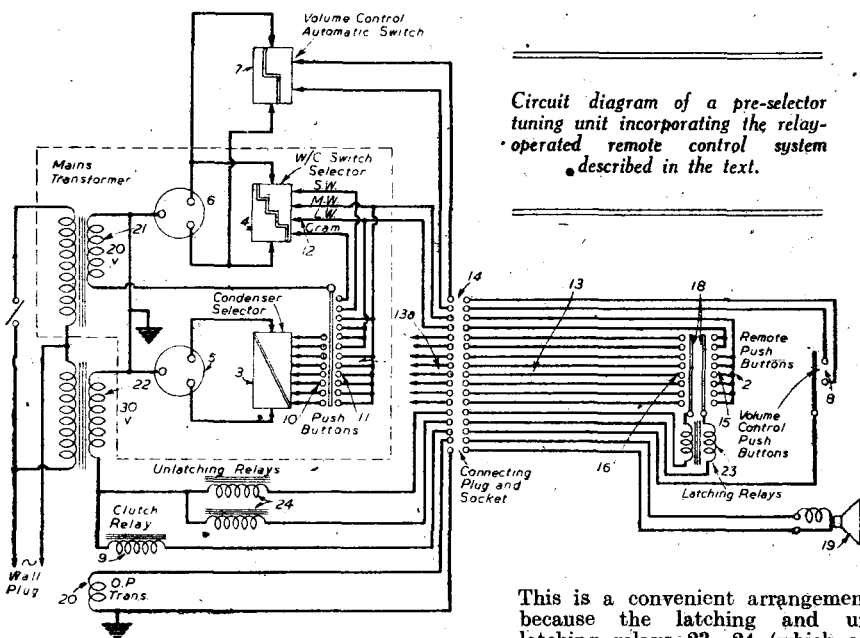 Volume Control
Automatic Switch
7
Circuit diagram of a pre-selector
tuning unit incorporating the relay-
operated remote control system
described in the text.
Mains
Transformer
W/C Switch
Selector
S.W.
M.W.
L.W.
Gram
6
4
12
21
20
v
14
13
18
Condenser
Selector
13a
Remote
Push
Buttons
22
5
3
10
11
Push
Buttons
16
15
2
8
Volume
Control
Push
Buttons
30
v
Unlatching Relays
24
Connecting
Plug and
Socket
23
Latching Relays
Clutch
Relay
9
19
Wall
Plug
20
O.P
Trans.
This is a convenient arrangement
because the latching and un-
latching relays 23, 24 (which are